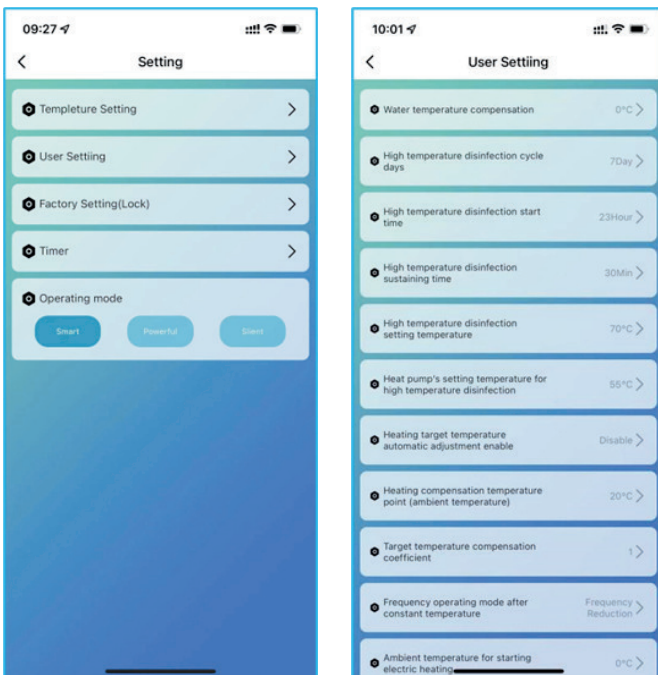 09:27
Setting
Templeture Setting
User Settiing
Factory Setting(Lock)
Timer
Operating mode
Smart
Powerful
Silent
10:01
User Settiing
Water temperature compensation
0°C
High temperature disinfection cycle
days
7Day
High temperature disinfection start
time
23Hour
High temperature disinfection
sustaining time
30Min
High temperature disinfection
setting temperature
70°C
Heat pump's setting temperature for
high temperature disinfection
55°C
Heating target temperature
automatic adjustment enable
Disable
Heating compensation temperature
point (ambient temperature)
20°C
Target temperature compensation
coefficient
1
Frequency operating mode after
constant temperature
Frequency
Reduction
Ambient temperature for starting
electric heating
0°C